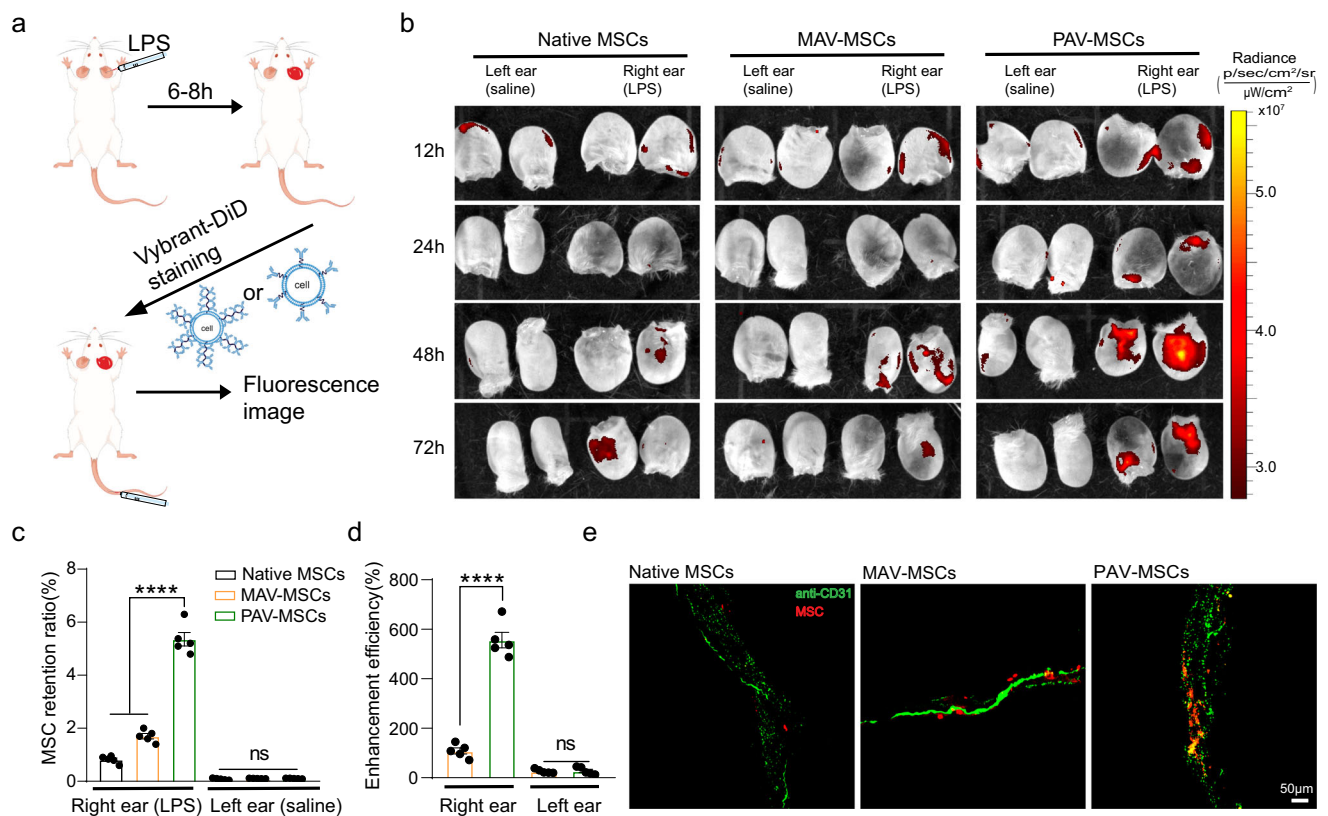 a
LPS
6-8h
Vybrant-DiD
staining
cell
or
cell
Fluorescence
image
b
Native MSCs
MAV-MSCs
PAV-MSCs
Left ear
(saline)
Right ear
(LPS)
Left ear
(saline)
Right ear
(LPS)
Left ear
(saline)
Right ear
(LPS)
Radiance
(p/sec/cm²/sr
µW/cm²)
x10⁷
5.0
4.0
3.0
12h
24h
48h
72h
c
MSC retention ratio(%)
8
6
4
2
0
****
ns
Native MSCs
MAV-MSCs
PAV-MSCs
Right ear (LPS)
Left ear (saline)
d
Enhancement efficiency(%)
800
600
400
200
0
****
ns
Right ear
Left ear
e
Native MSCs
MAV-MSCs
PAV-MSCs
anti-CD31
MSC
50µm